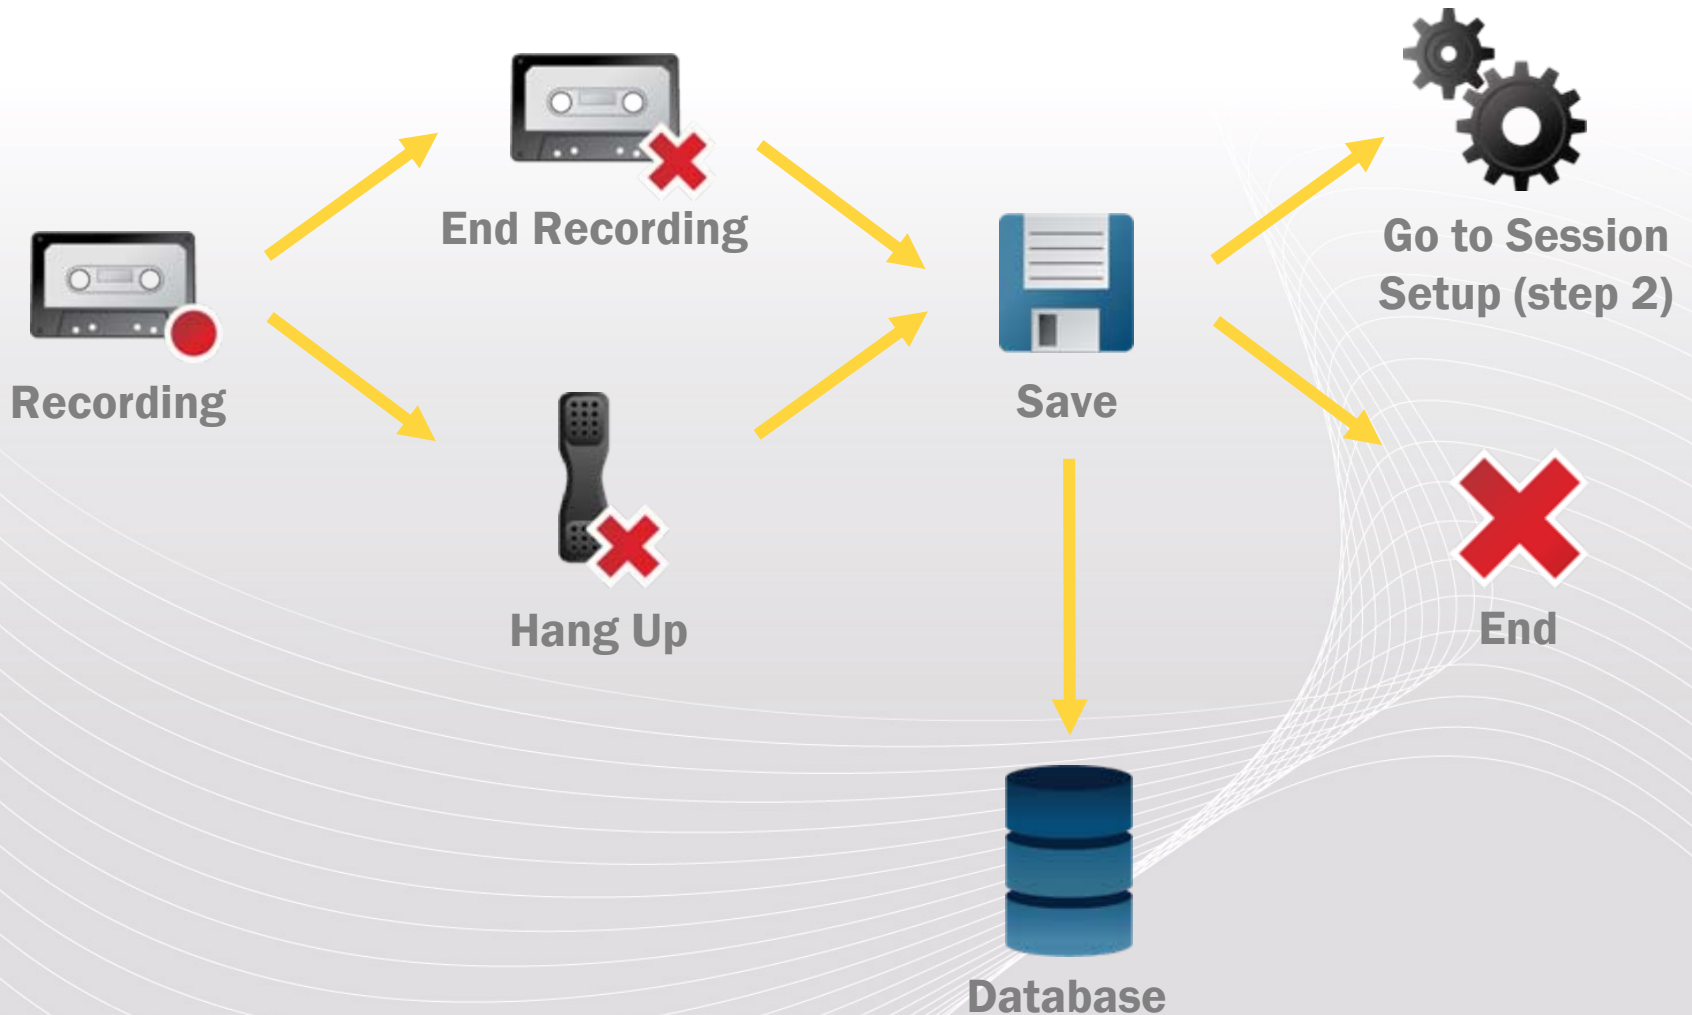 End Recording
Go to Session
Setup (step 2)
Recording
Save
Hang Up
End
Database